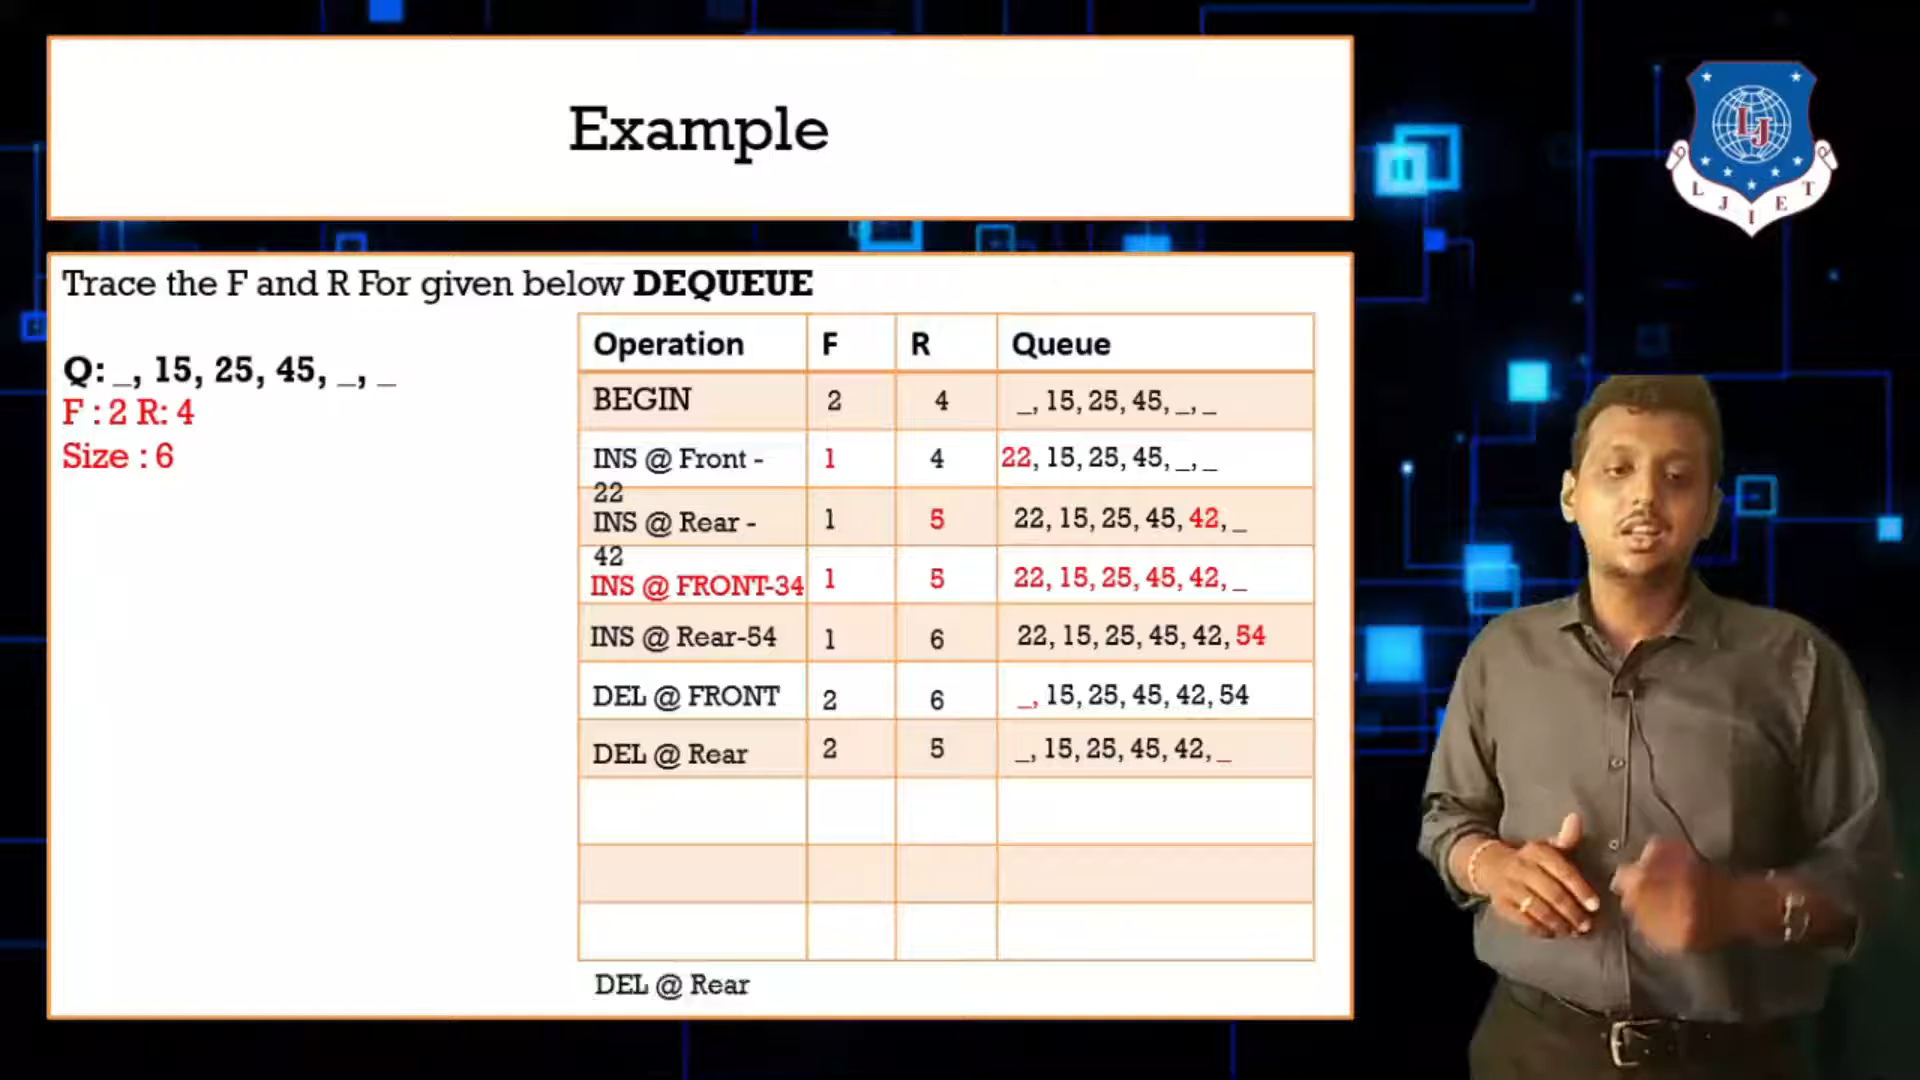 Example
LJ
L J I E T
Trace the F and R For given below DEQUEUE
Q: _, 15, 25, 45, _, _
F : 2 R: 4
Size : 6
Operation F R Queue
BEGIN 2 4 _, 15, 25, 45, _, _
INS @ Front - 1 4 22, 15, 25, 45, _, _
22
INS @ Rear - 1 5 22, 15, 25, 45, 42, _
42
INS @ FRONT-34 1 5 22, 15, 25, 45, 42, _
INS @ Rear-54 1 6 22, 15, 25, 45, 42, 54
DEL @ FRONT 2 6 _, 15, 25, 45, 42, 54
DEL @ Rear 2 5 _, 15, 25, 45, 42, _
DEL @ Rear